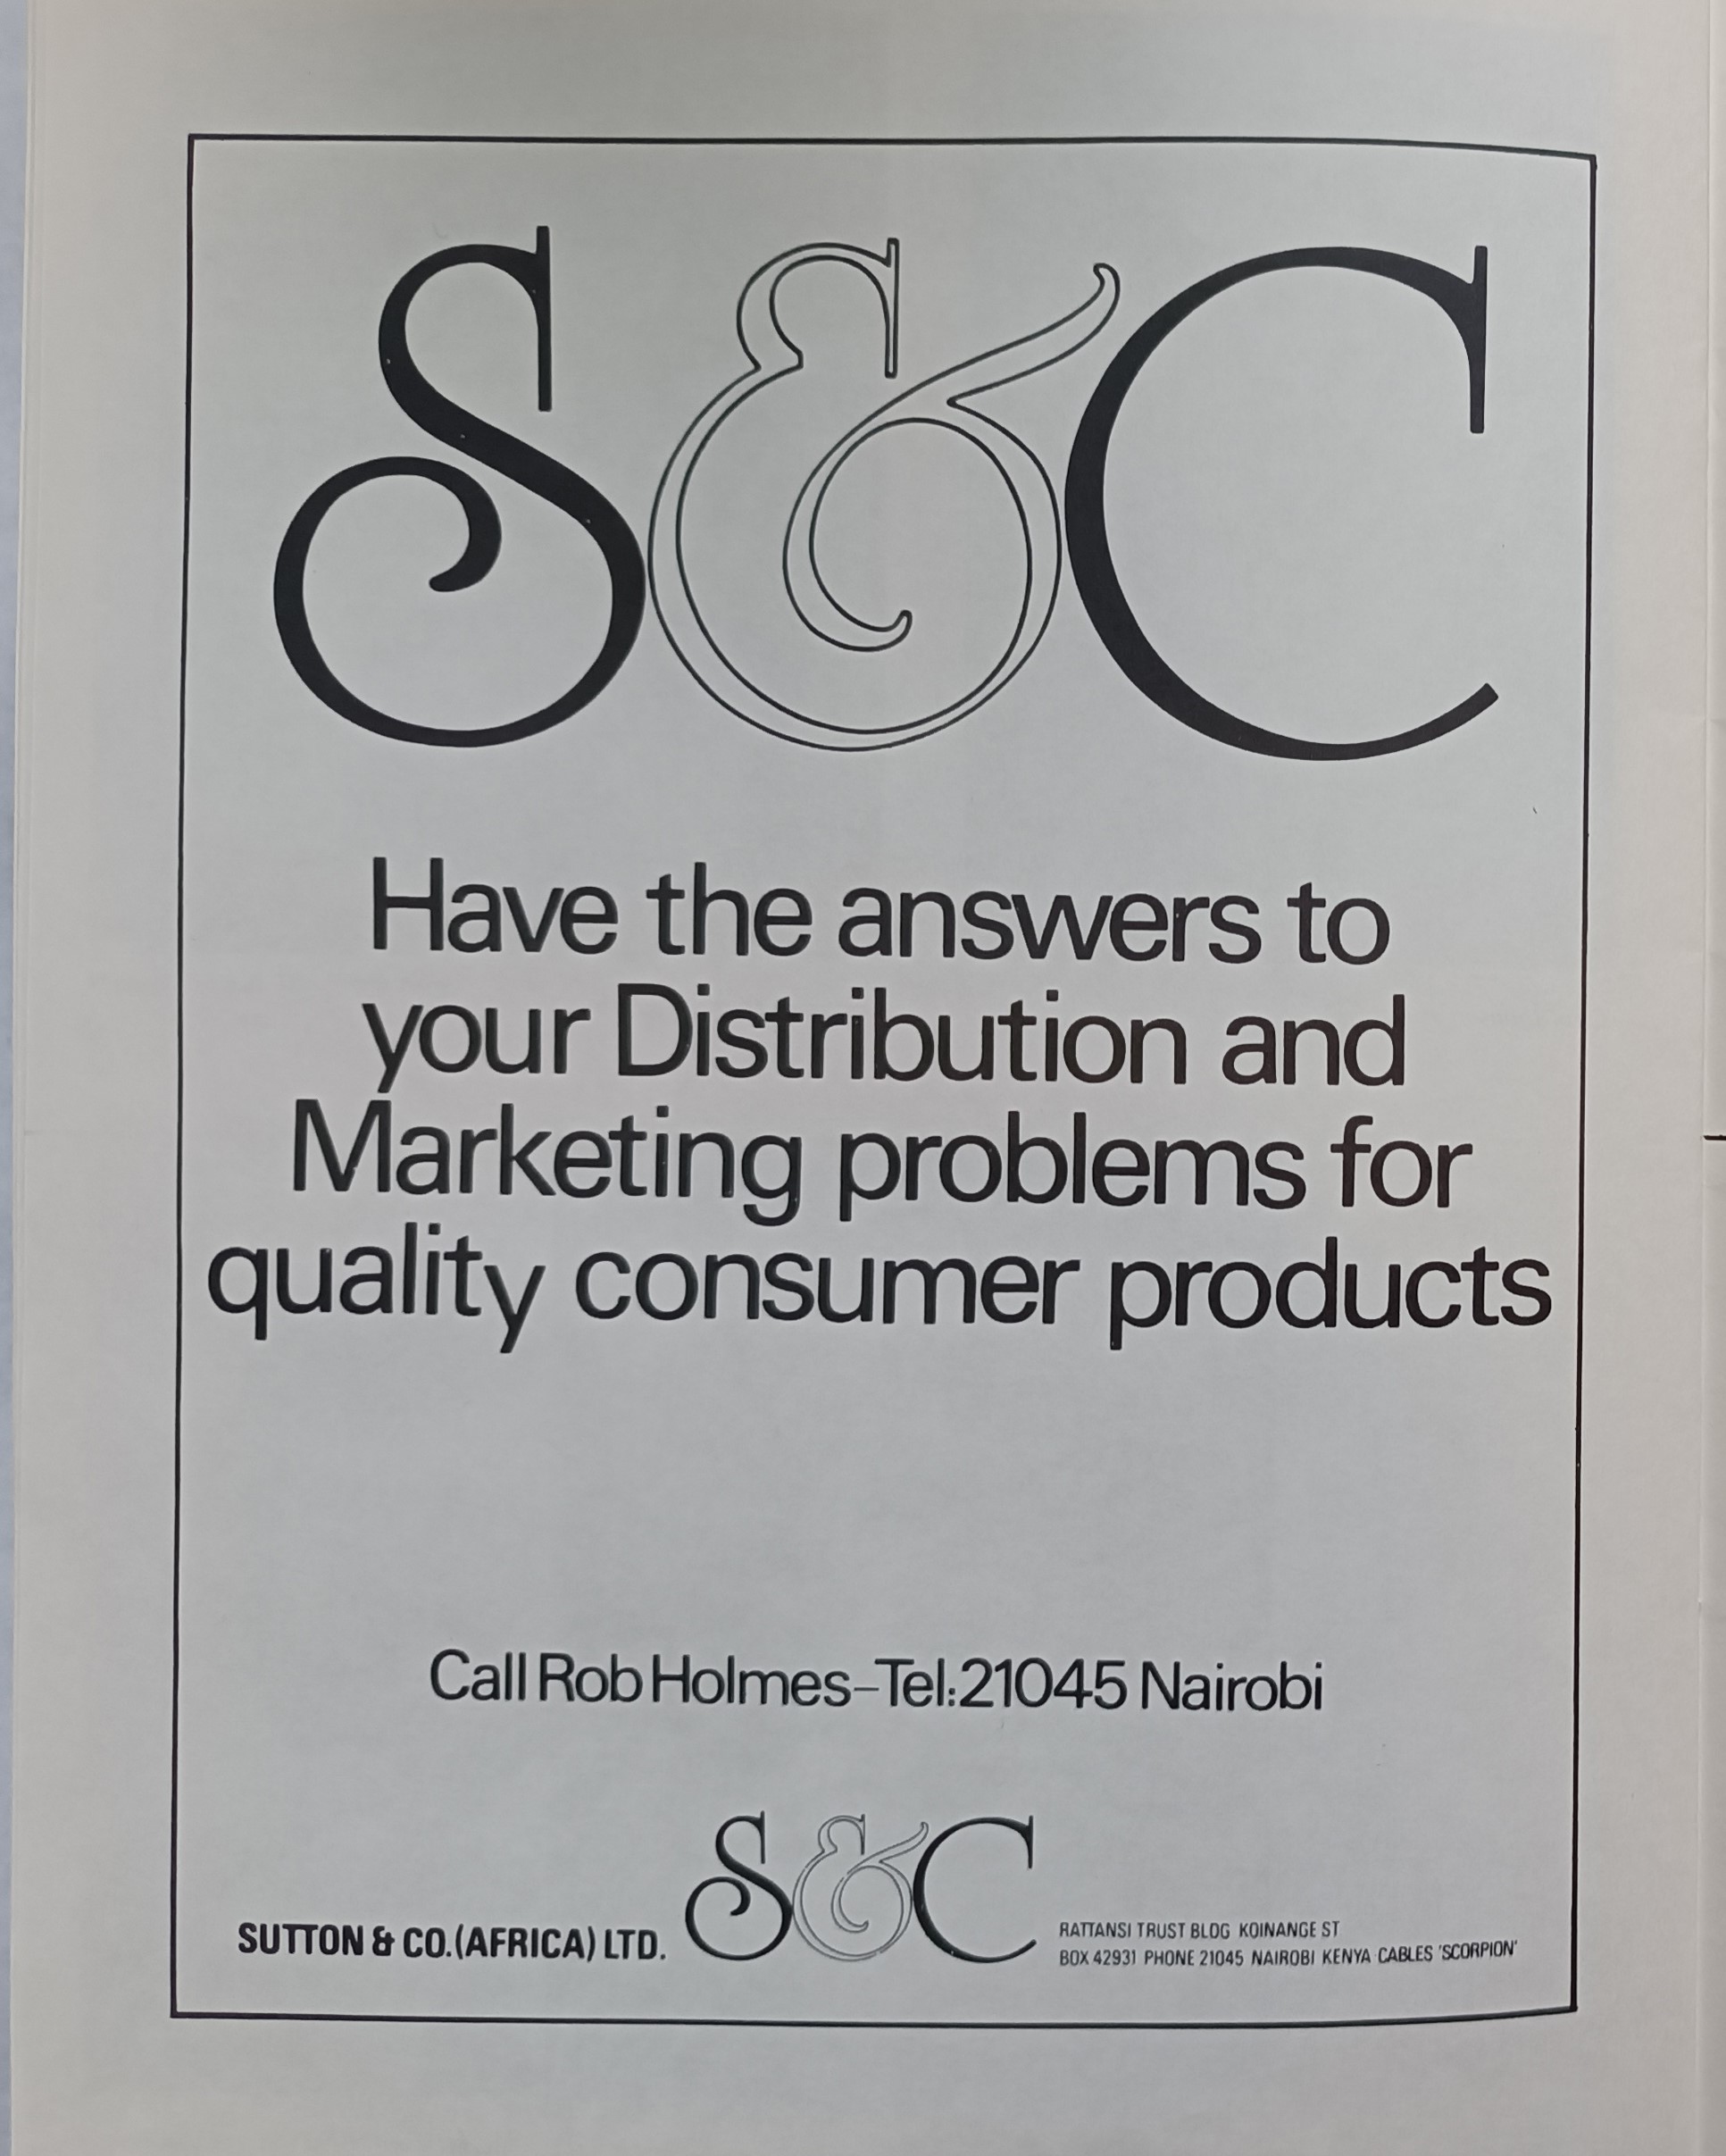 S&C
Have the answers to
your Distribution and
Marketing problems for
quality consumer products
Call Rob Holmes–Tel:21045 Nairobi
S&C
SUTTON & CO.(AFRICA) LTD.
RATTANSI TRUST BLDG KOINANGE ST
BOX 42931 PHONE 21045 NAIROBI KENYA CABLES 'SCORPION'